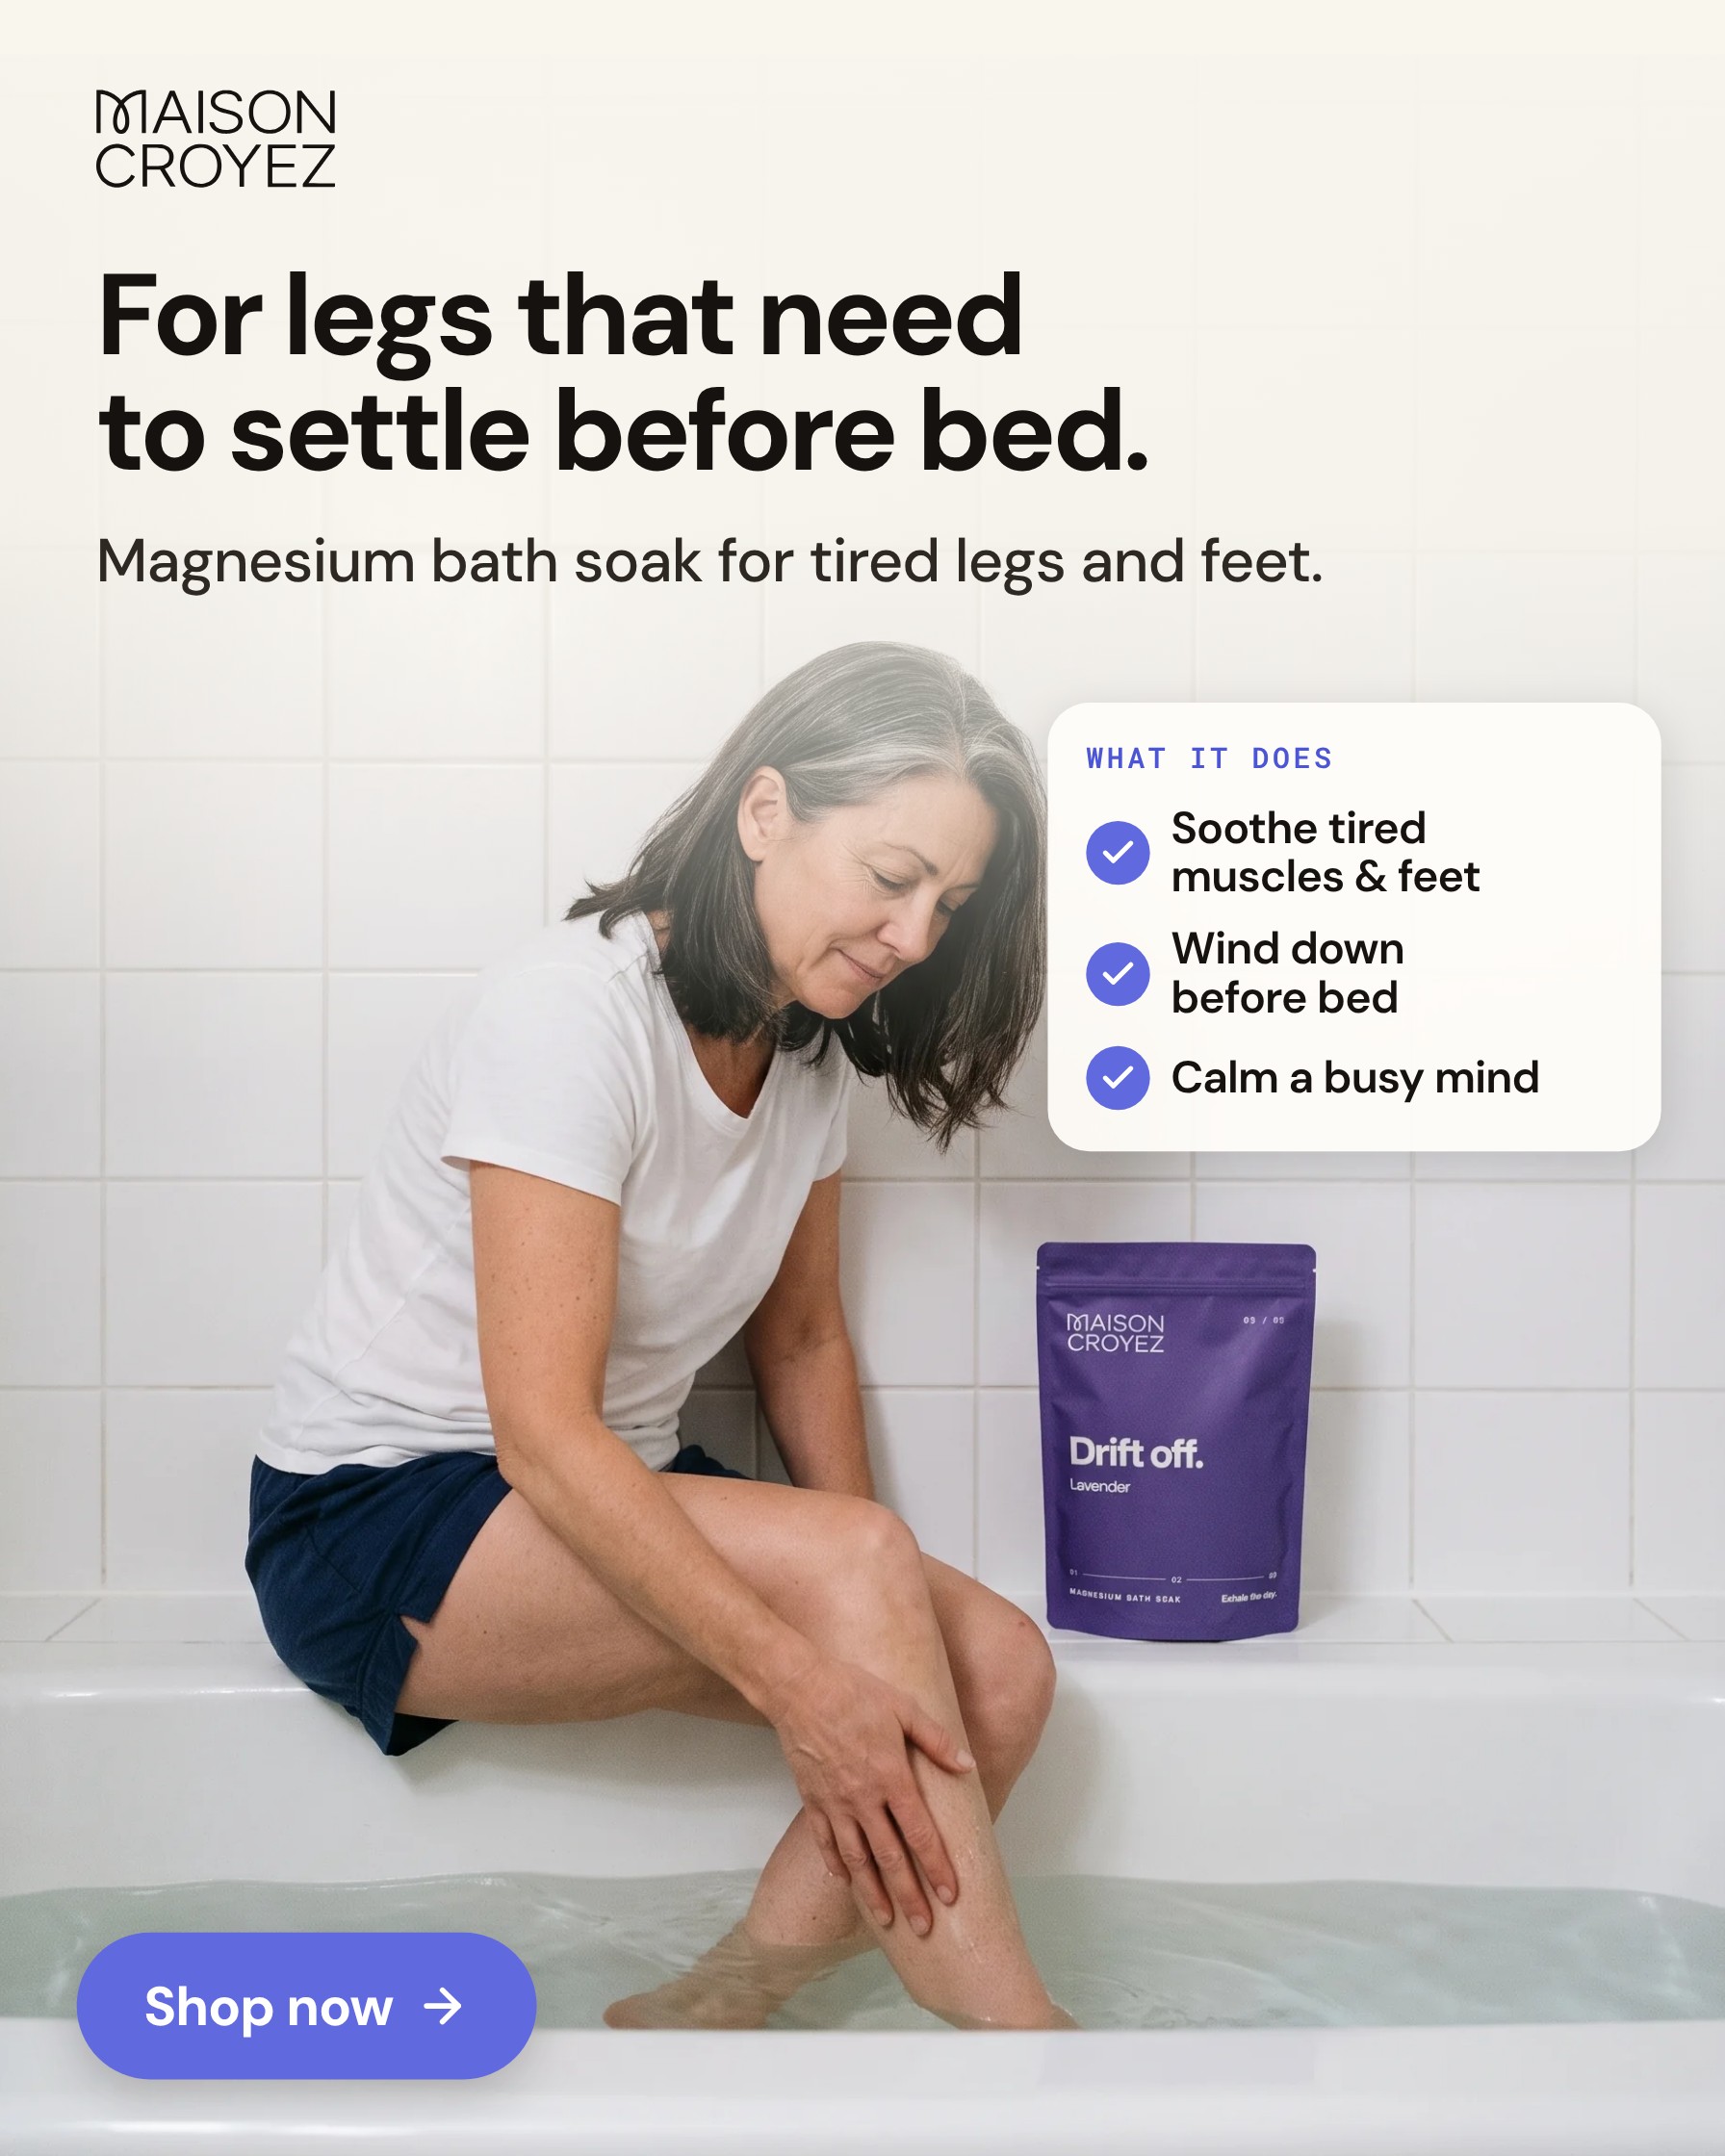 MAISON
CROYEZ
For legs that need
to settle before bed.
Magnesium bath soak for tired legs and feet.
WHAT IT DOES
Soothe tired
muscles & feet
Wind down
before bed
Calm a busy mind
MAISON
CROYEZ
Drift off.
Lavender
01
02
MAGNESIUM BATH SOAK
Exhale the day.
Shop now